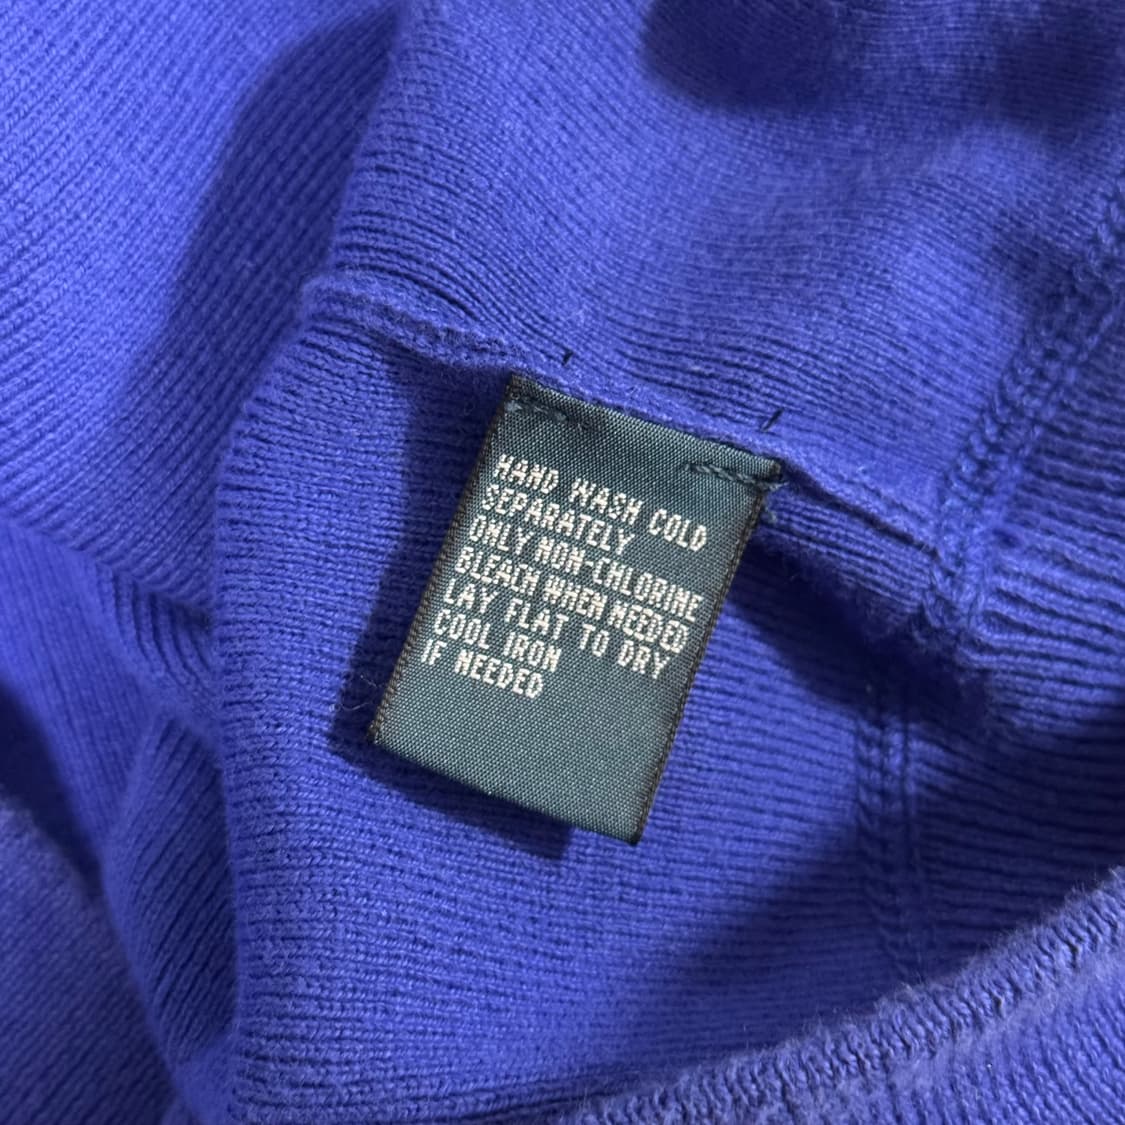 HAND WASH COLD
SEPARATELY
ONLY NON-CHLORINE
BLEACH WHEN NEEDED
LAY FLAT TO DRY
COOL IRON
IF NEEDED